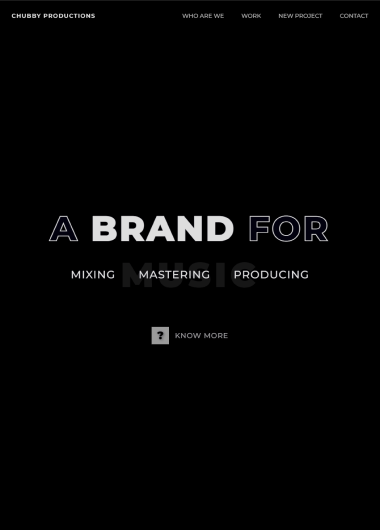 CHUBBY PRODUCTIONS WHO ARE WE WORK NEW PROJECT CONTACT
A BRAND FOR
MUSIC
MIXING MASTERING PRODUCING
? KNOW MORE